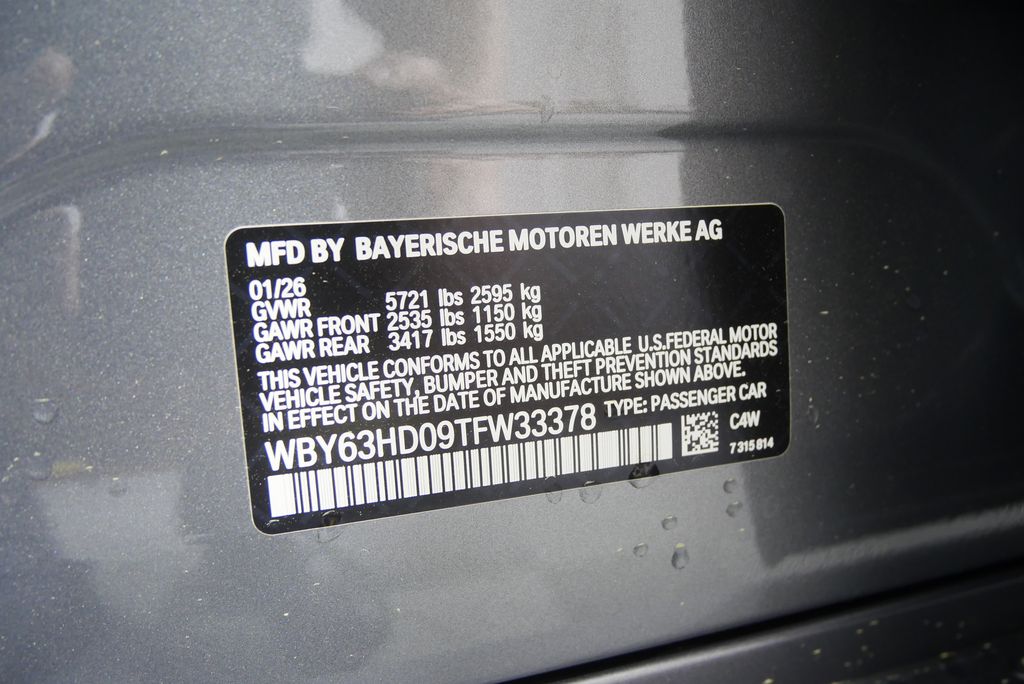 MFD BY BAYERISCHE MOTOREN WERKE AG
01/26
GVWR 5721 lbs 2595 kg
GAWR FRONT 2535 lbs 1150 kg
GAWR REAR 3417 lbs 1550 kg
THIS VEHICLE CONFORMS TO ALL APPLICABLE U.S.FEDERAL MOTOR
VEHICLE SAFETY, BUMPER AND THEFT PREVENTION STANDARDS
IN EFFECT ON THE DATE OF MANUFACTURE SHOWN ABOVE.
WBY63HD09TFW33378 TYPE: PASSENGER CAR
C4W
7 315 814